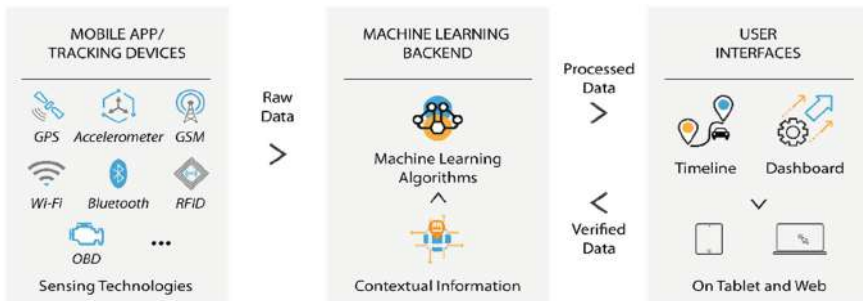 MOBILE APP/
TRACKING DEVICES
GPS
Accelerometer
GSM
Wi-Fi
Bluetooth
RFID
OBD
...
Sensing Technologies
Raw
Data
>
MACHINE LEARNING
BACKEND
Machine Learning
Algorithms
Contextual Information
Processed
Data
>
<
Verified
Data
USER
INTERFACES
Timeline
Dashboard
On Tablet and Web